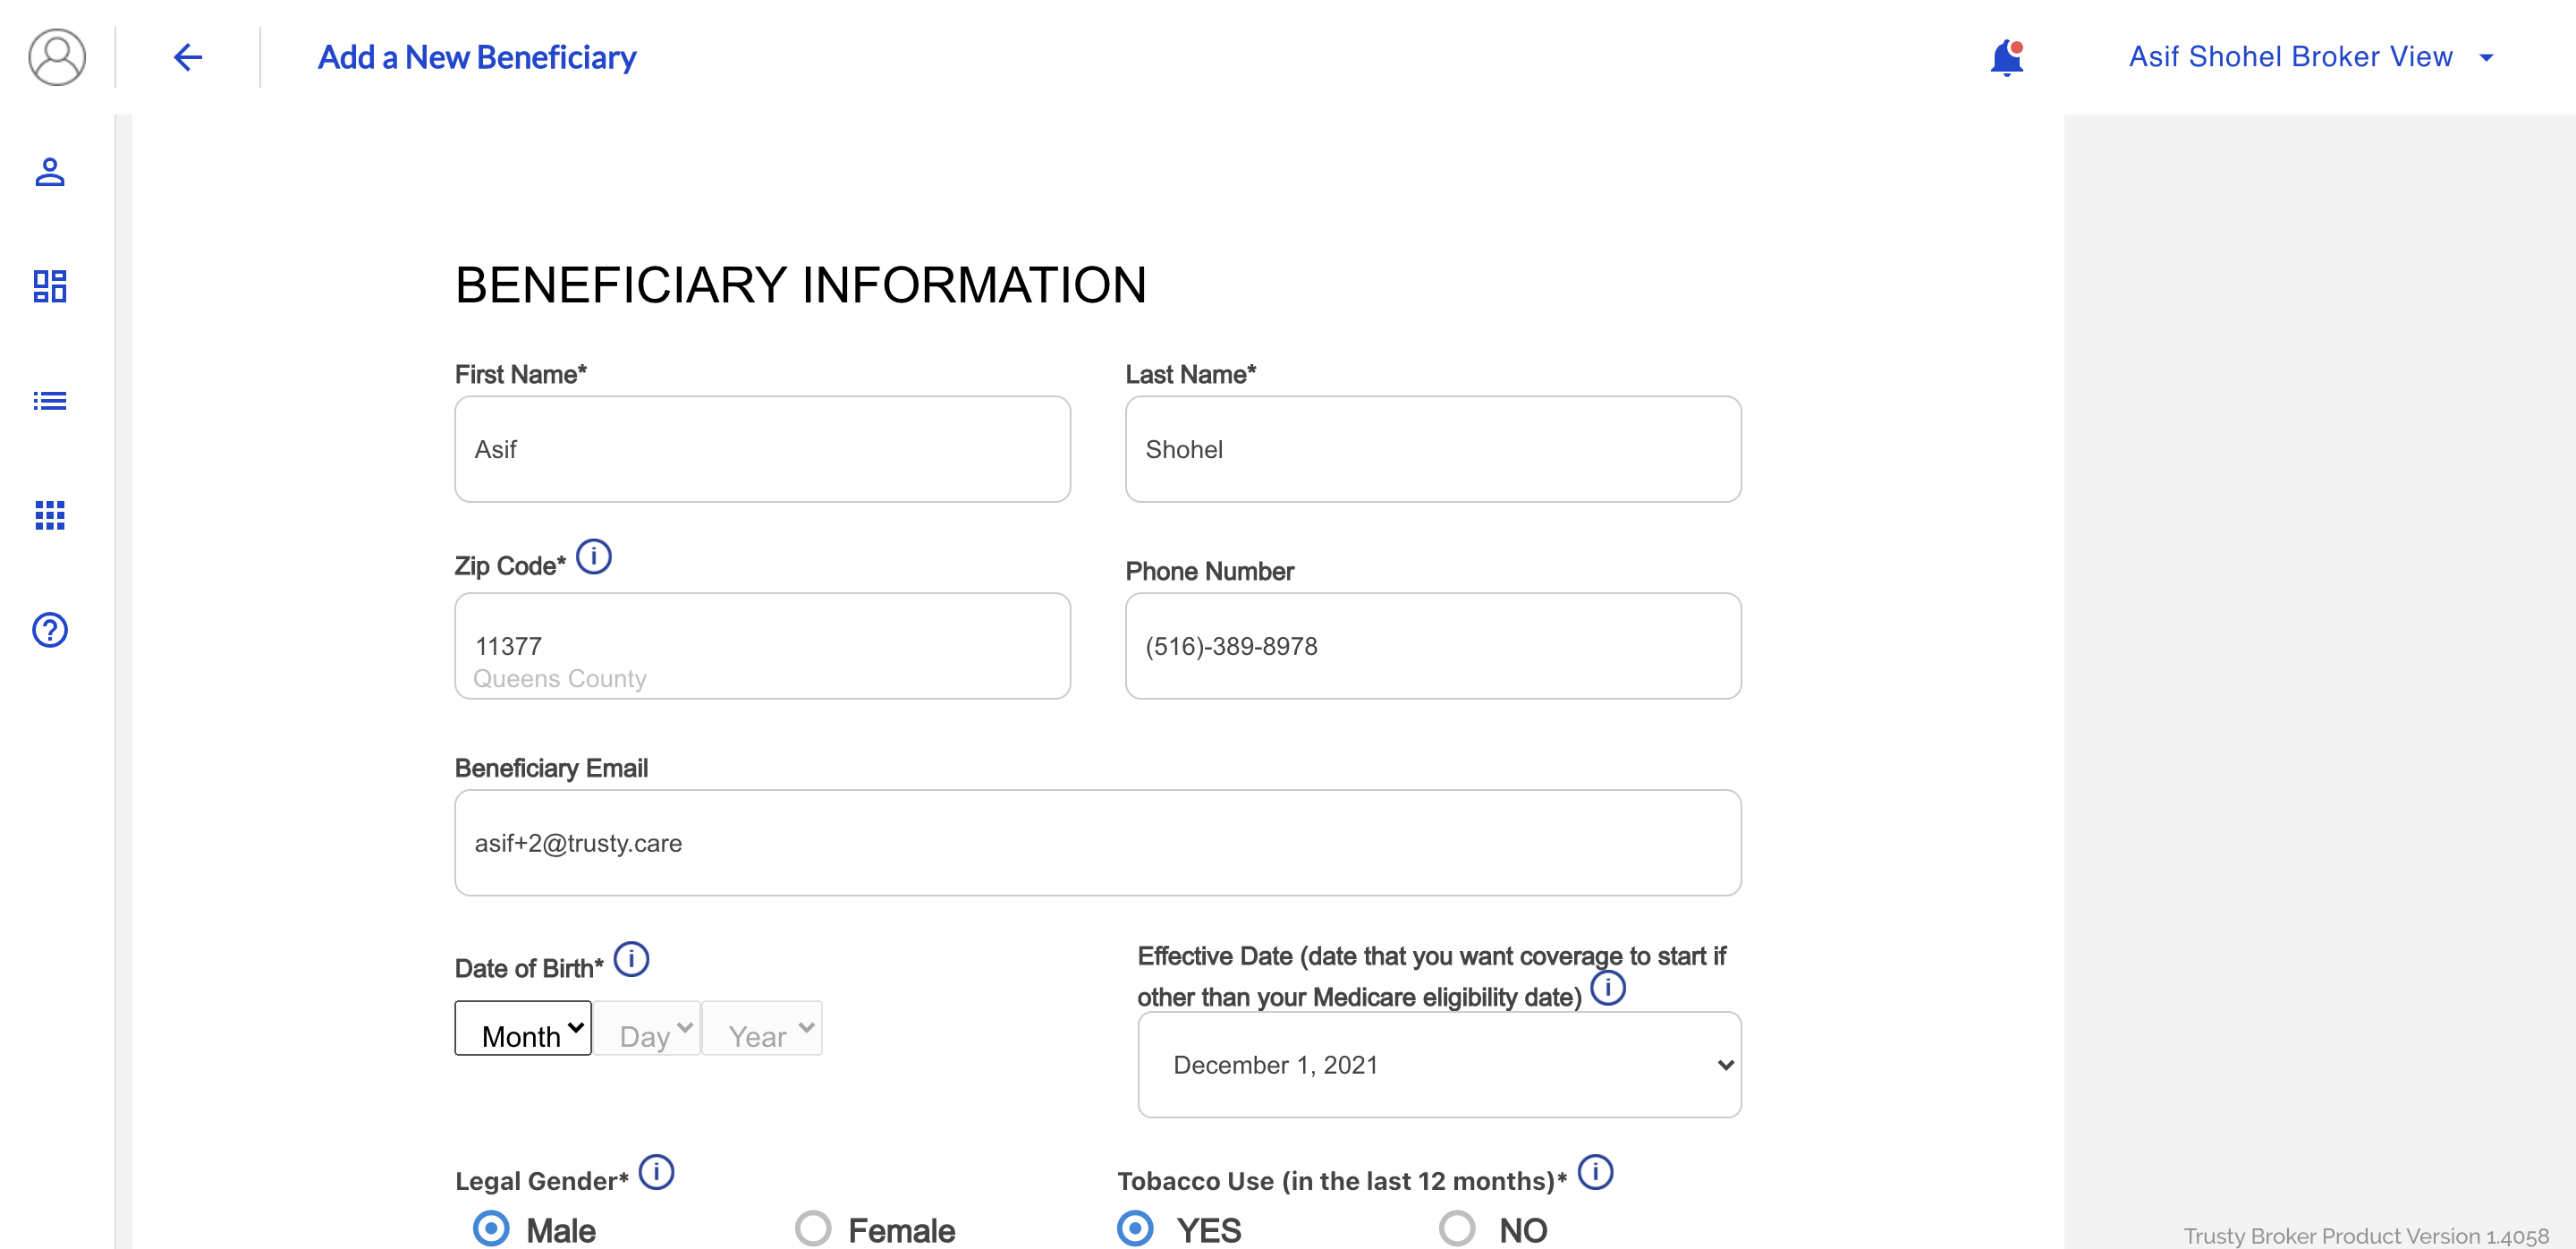 Add a New Beneficiary
Asif Shohel Broker View
BENEFICIARY INFORMATION
First Name*
Last Name*
Asif
Shohel
Zip Code*
Phone Number
11377
Queens County
(516)-389-8978
Beneficiary Email
asif+2@trusty.care
Date of Birth*
Effective Date (date that you want coverage to start if
other than your Medicare eligibility date)
Month
Day
Year
December 1, 2021
Legal Gender*
Tobacco Use (in the last 12 months)*
Male
Female
YES
NO
Trusty Broker Product Version 1.4058